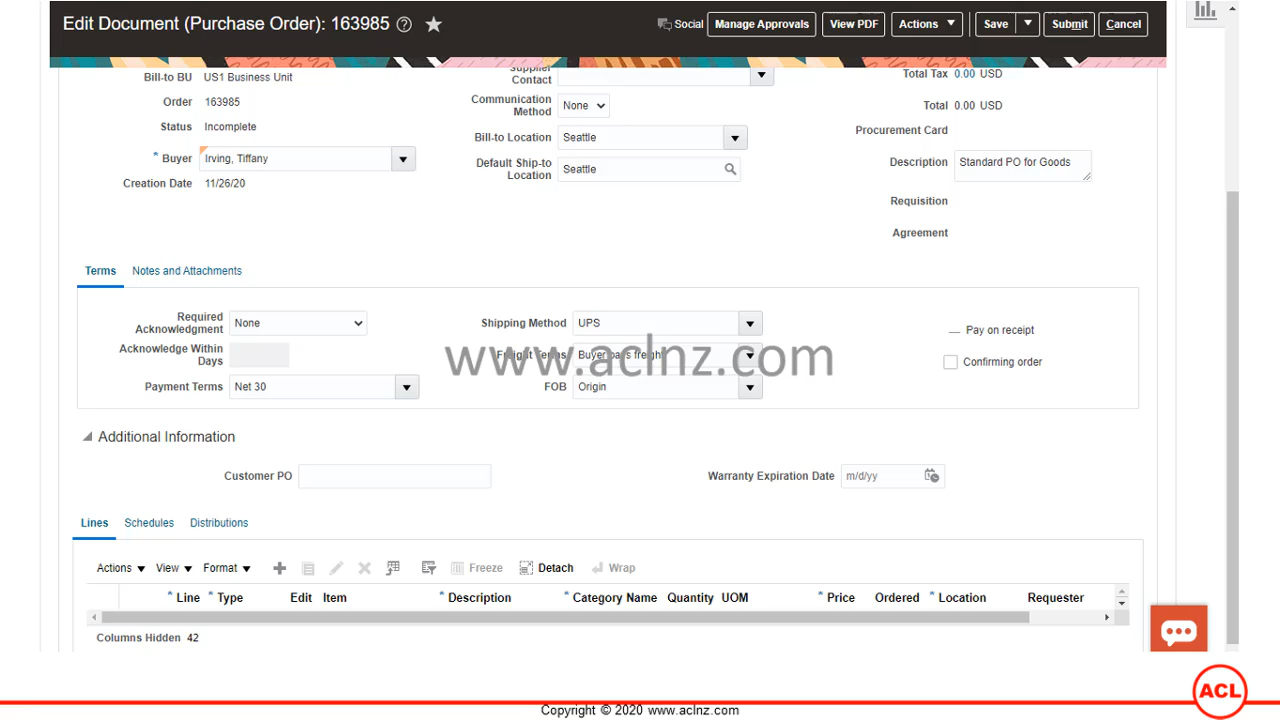 Edit Document (Purchase Order): 163985 ? Social Manage Approvals View PDF Actions Save Submit Cancel
Bill-to BU US1 Business Unit Supplier Contact Total Tax 0.00 USD
Order 163985 Communication Method None Total 0.00 USD
Status Incomplete Bill-to Location Seattle Procurement Card
* Buyer Irving, Tiffany Default Ship-to Location Seattle Description Standard PO for Goods
Creation Date 11/26/20
Requisition
Agreement
Terms Notes and Attachments
Required Acknowledgment None Shipping Method UPS Pay on receipt
Acknowledge Within Days Freight Terms Buyer pays freight Confirming order
Payment Terms Net 30 FOB Origin
www.aclnz.com
Additional Information
Customer PO Warranty Expiration Date m/d/yy
Lines Schedules Distributions
Actions View Format Freeze Detach Wrap
* Line * Type Edit Item * Description * Category Name Quantity UOM * Price Ordered * Location Requester
Columns Hidden 42
ACL
Copyright © 2020 www.aclnz.com